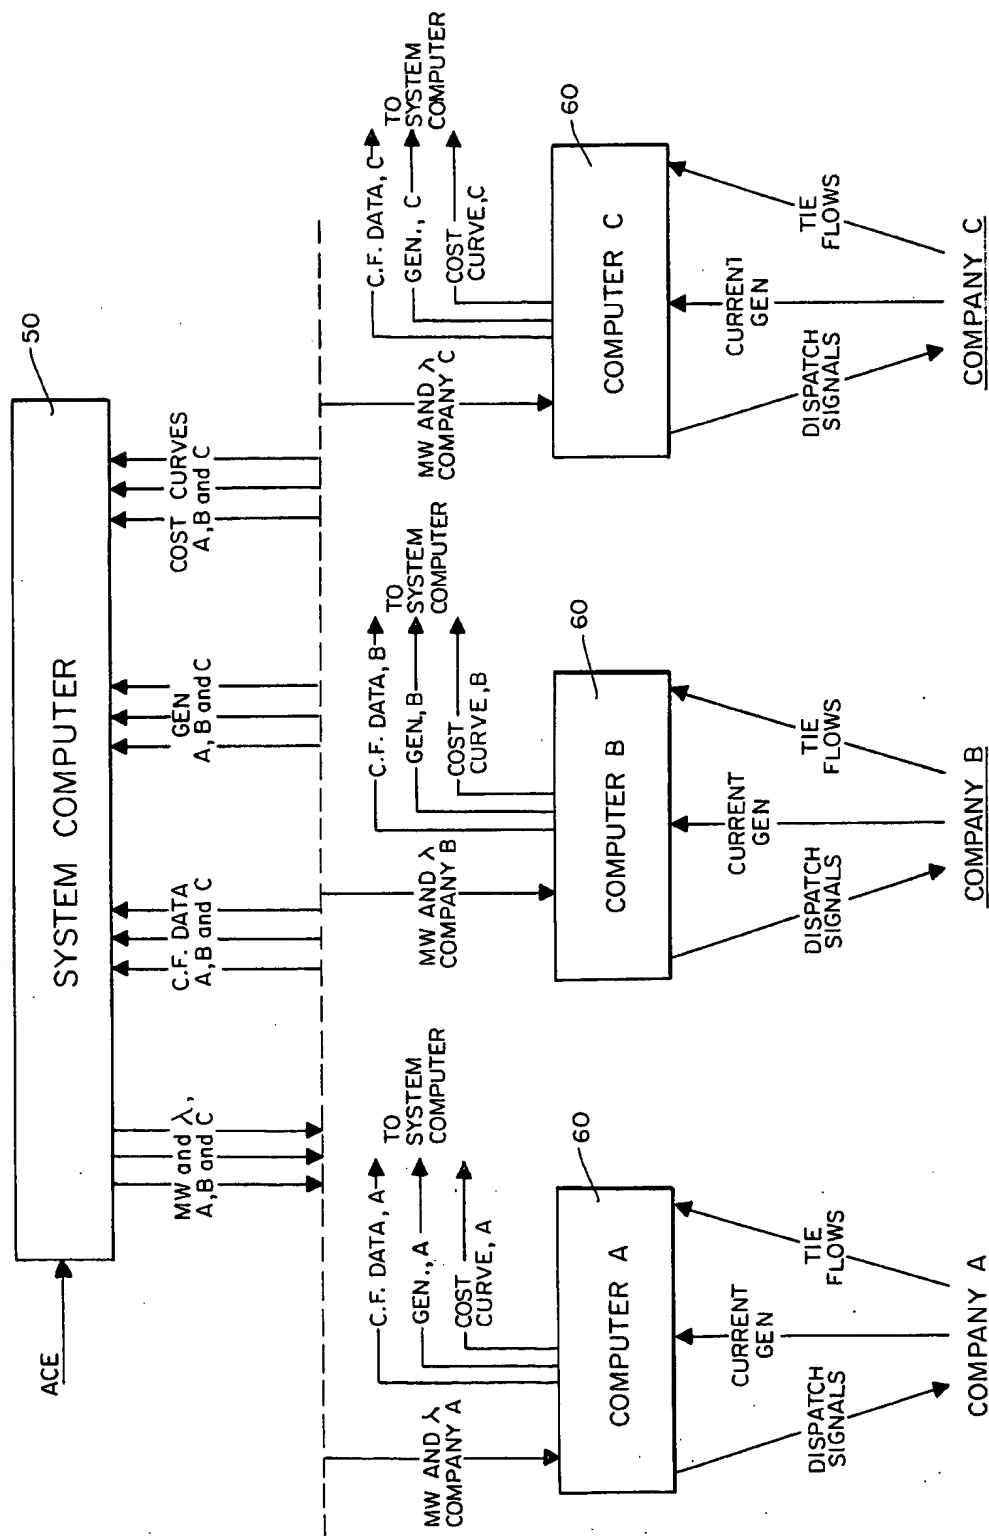 50
SYSTEM COMPUTER
ACE
MW and λ,
A, B and C
C.F. DATA
A, B and C
GEN
A, B and C
COST CURVES
A, B and C
MW AND λ
COMPANY A
C.F. DATA, A
GEN., A
COST
CURVE, A
TO
SYSTEM
COMPUTER
MW AND λ
COMPANY B
C.F. DATA, B
GEN, B
COST
CURVE,B
TO
SYSTEM
COMPUTER
MW AND λ
COMPANY C
C.F. DATA, C
GEN., C
COST
CURVE,C
TO
SYSTEM
COMPUTER
60
COMPUTER A
60
COMPUTER B
60
COMPUTER C
DISPATCH
SIGNALS
CURRENT
GEN
TIE
FLOWS
COMPANY A
DISPATCH
SIGNALS
CURRENT
GEN
TIE
FLOWS
COMPANY B
DISPATCH
SIGNALS
CURRENT
GEN
TIE
FLOWS
COMPANY C